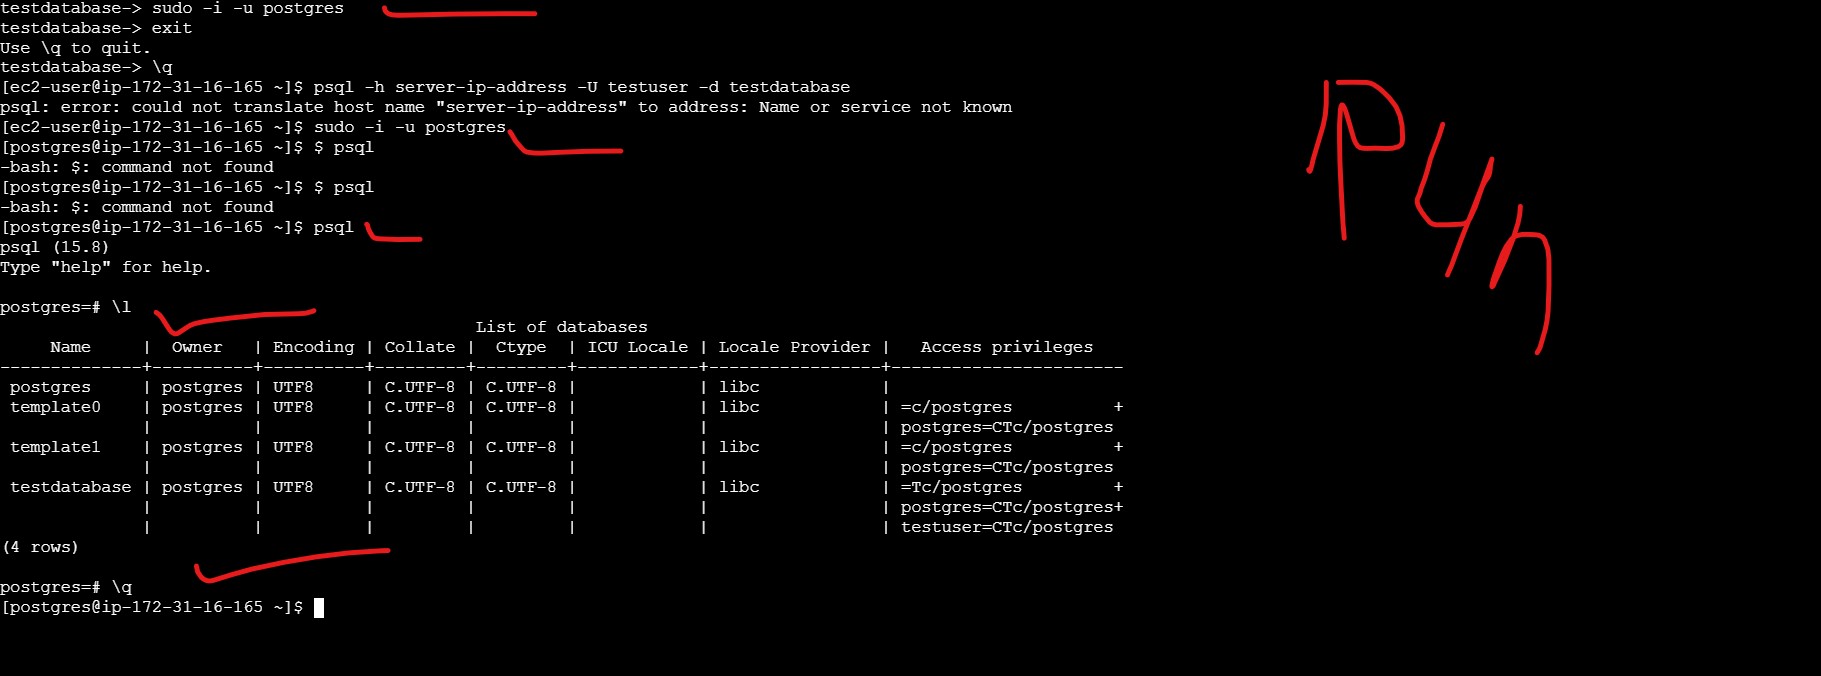 testdatabase-> sudo -i -u postgres
testdatabase-> exit
Use \q to quit.
testdatabase-> \q
[ec2-user@ip-172-31-16-165 ~]$ psql -h server-ip-address -U testuser -d testdatabase
psql: error: could not translate host name "server-ip-address" to address: Name or service not known
[ec2-user@ip-172-31-16-165 ~]$ sudo -i -u postgres
[postgres@ip-172-31-16-165 ~]$ $ psql
-bash: $: command not found
[postgres@ip-172-31-16-165 ~]$ $ psql
-bash: $: command not found
[postgres@ip-172-31-16-165 ~]$ psql
psql (15.8)
Type "help" for help.
postgres=# \l
List of databases
Name | Owner | Encoding | Collate | Ctype | ICU Locale | Locale Provider | Access privileges
--------------+----------+----------+---------+---------+------------+-----------------+-----------------------
postgres | postgres | UTF8 | C.UTF-8 | C.UTF-8 | | libc |
template0 | postgres | UTF8 | C.UTF-8 | C.UTF-8 | | libc | =c/postgres +
| | | | | | | postgres=CTc/postgres
template1 | postgres | UTF8 | C.UTF-8 | C.UTF-8 | | libc | =c/postgres +
| | | | | | | postgres=CTc/postgres
testdatabase | postgres | UTF8 | C.UTF-8 | C.UTF-8 | | libc | =Tc/postgres +
| | | | | | | postgres=CTc/postgres+
| | | | | | | testuser=CTc/postgres
(4 rows)
postgres=# \q
[postgres@ip-172-31-16-165 ~]$